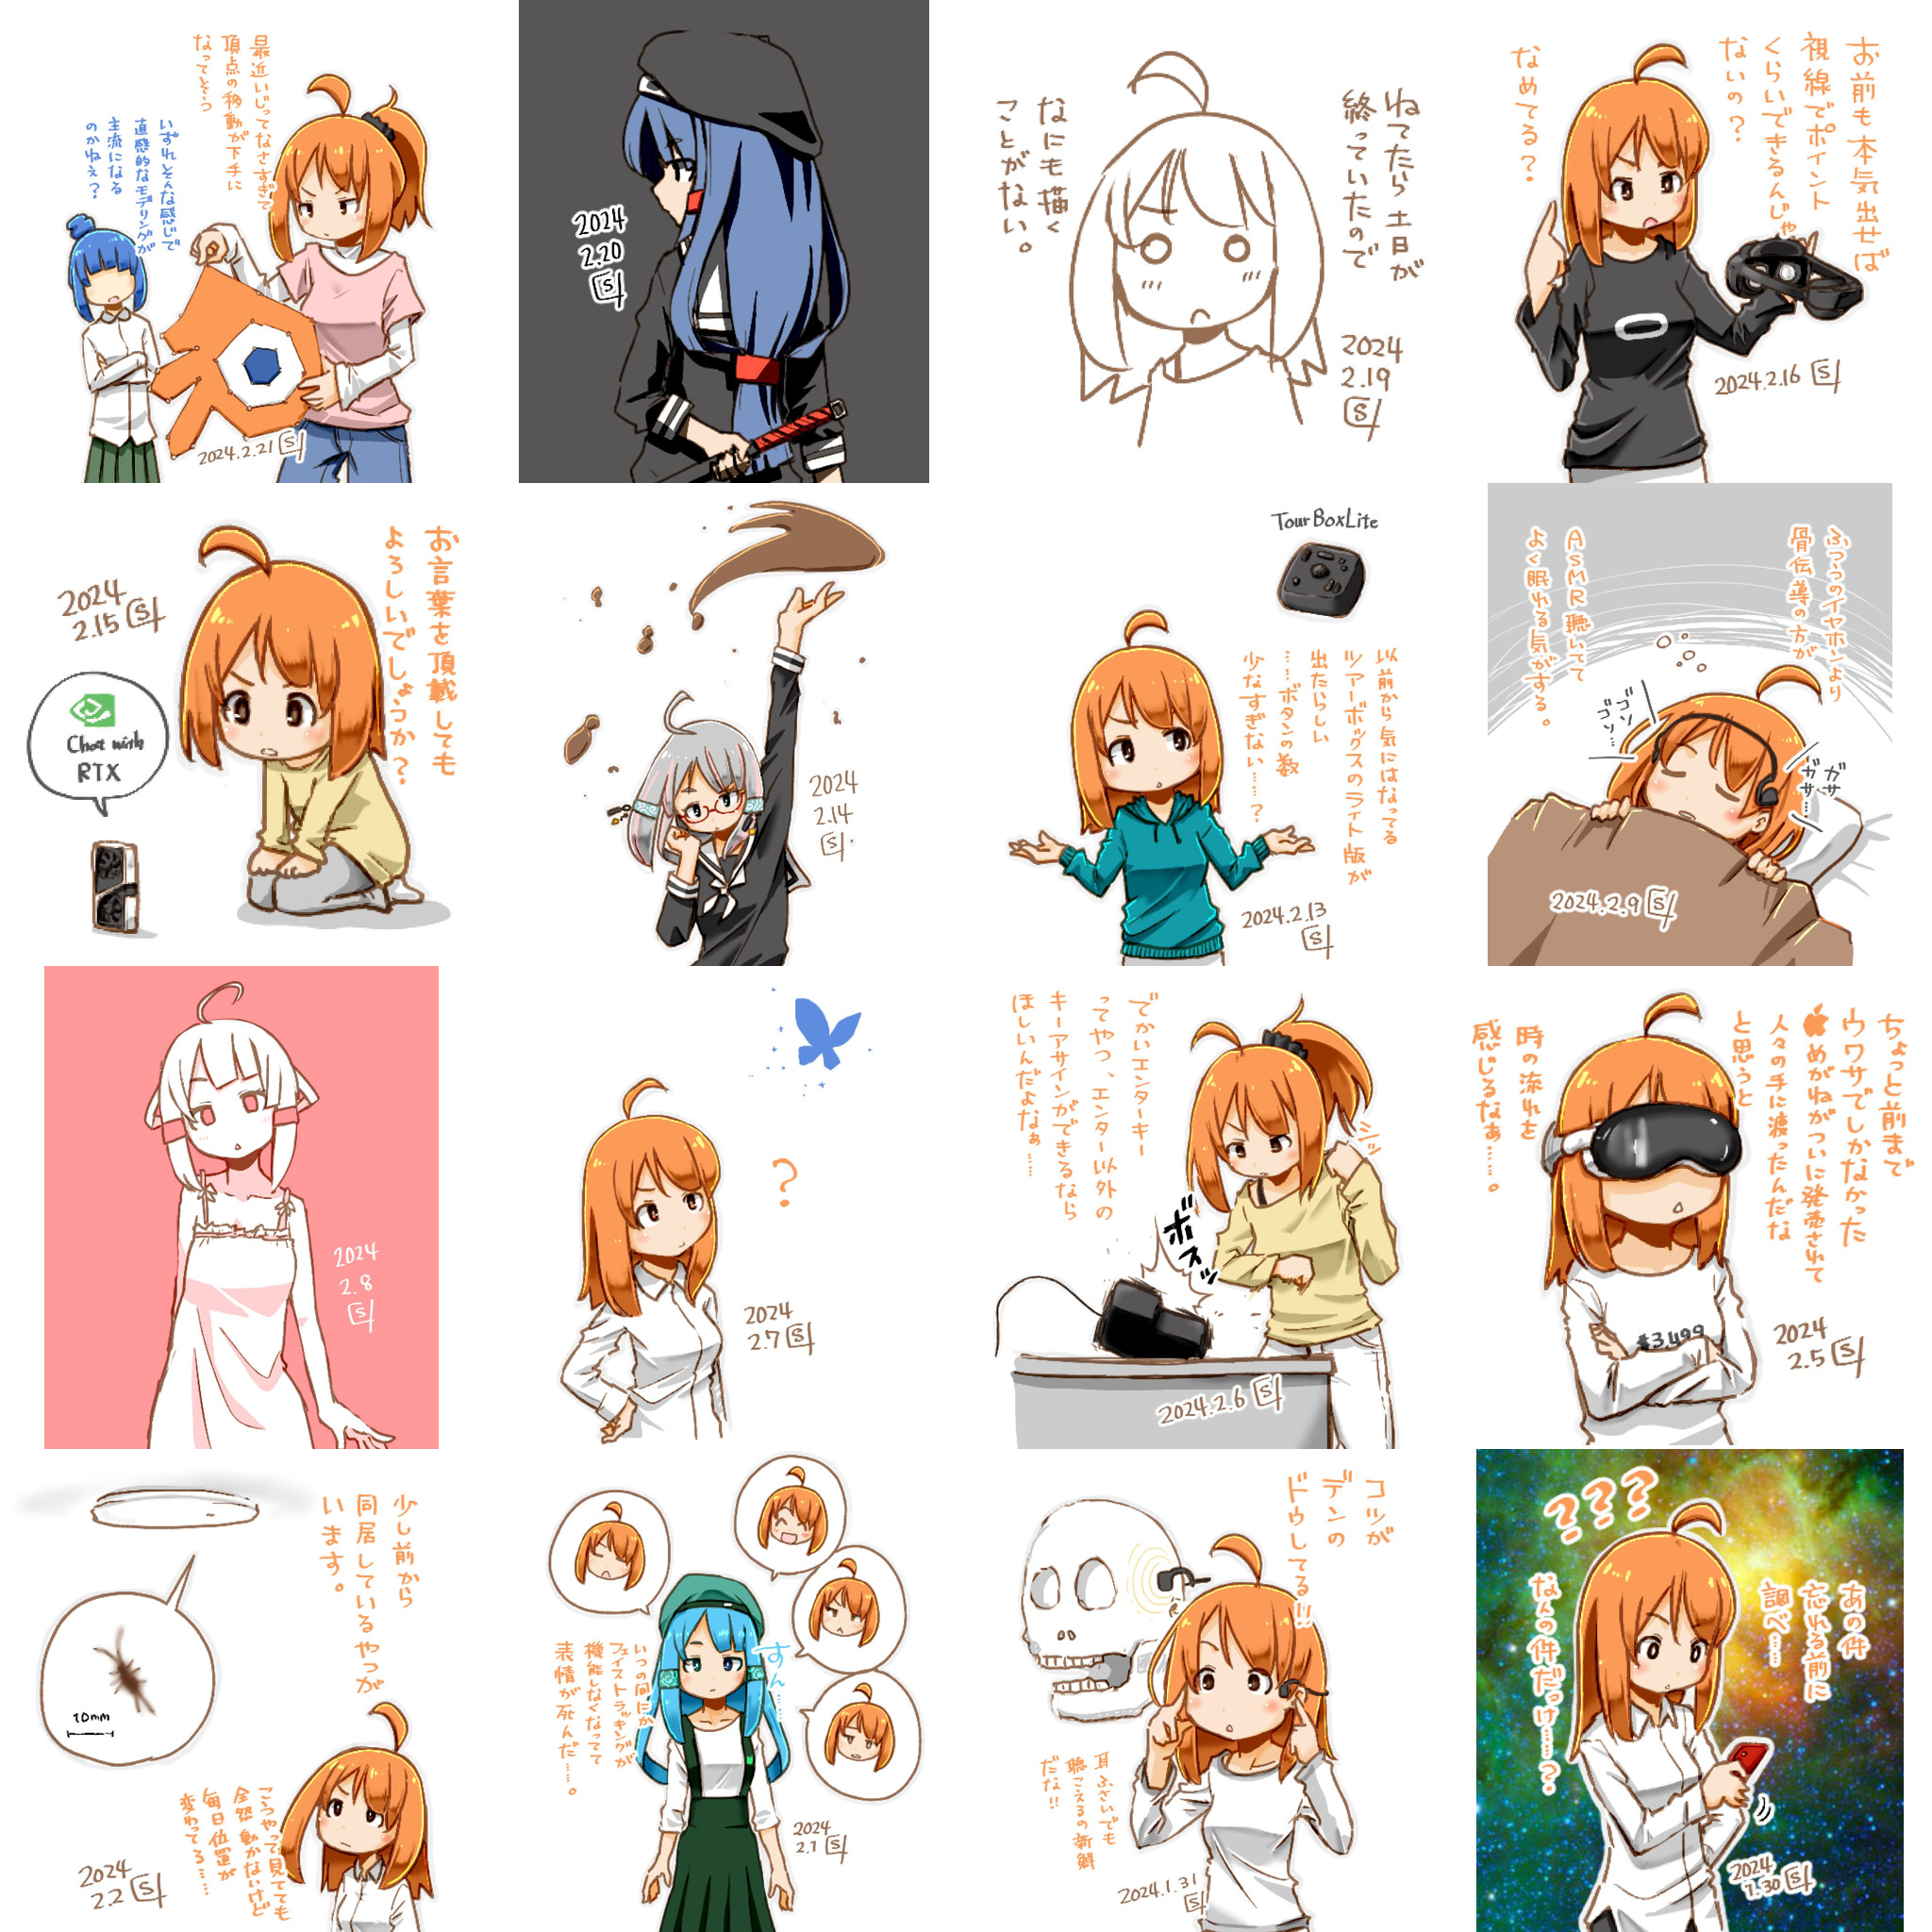 最近いじってなさすぎて
頂点の移動が下手に
なってそう
いずれそんな感じで
直感的なモデリングが
主流になる
のかねぇ?
2024.2.21 S
2024
2.20
S
ねてたら土日が
終っていたので
なにも描く
ことがない。
2024
2.19
S
お前も本気出せば
視線でポイント
くらいできるんじゃ
ないの?
なめてる?
2024.2.16 S
お言葉を頂戴しても
よろしいでしょうか?
2024
2.15 S
Chat with
RTX
2024
2.14
S
TourBoxLite
以前から気にはなってる
ツアーボックスのライト版が
出たらしい
……ボタンの数
少なすぎない……?
2024.2.13
S
ふつうのイヤホンより
骨伝導の方が
ASMR聴いてて
よく眠れる気がする。
ゴソ
ゴソ…
ガサ
ガサ…
2024.2.9 S
2024
2.8
S
?
2024
2.7 S
でかいエンターキー
ってやつ、エンター以外の
キーアサインができるなら
ほしいんだよなぁ……
ボスッ
2024.2.6 S
ちょっと前まで
ウワサでしかなかった
めがねがついに発売されて
人々の手に渡ったんだな
と思うと
時の流れを
感じるなぁ……。
$3,499
2024
2.5 S
少し前から
同居しているやつが
います。
10mm
こうやって見てても
全然動かないけど
毎日位置が
変わってる……
2024
2.2 S
すん……
いつの間にか
フェイストラッキングが
機能しなくなってて
表情が死んだ……。
2024
2.1 S
コツが
デンの
ドウしてる!!
耳ふさいでも
聴こえるの新鮮
だな!!
2024.1.31
S
???
あの件
忘れる前に
調べ……
なんの件だっけ……?
2024
1.30 S